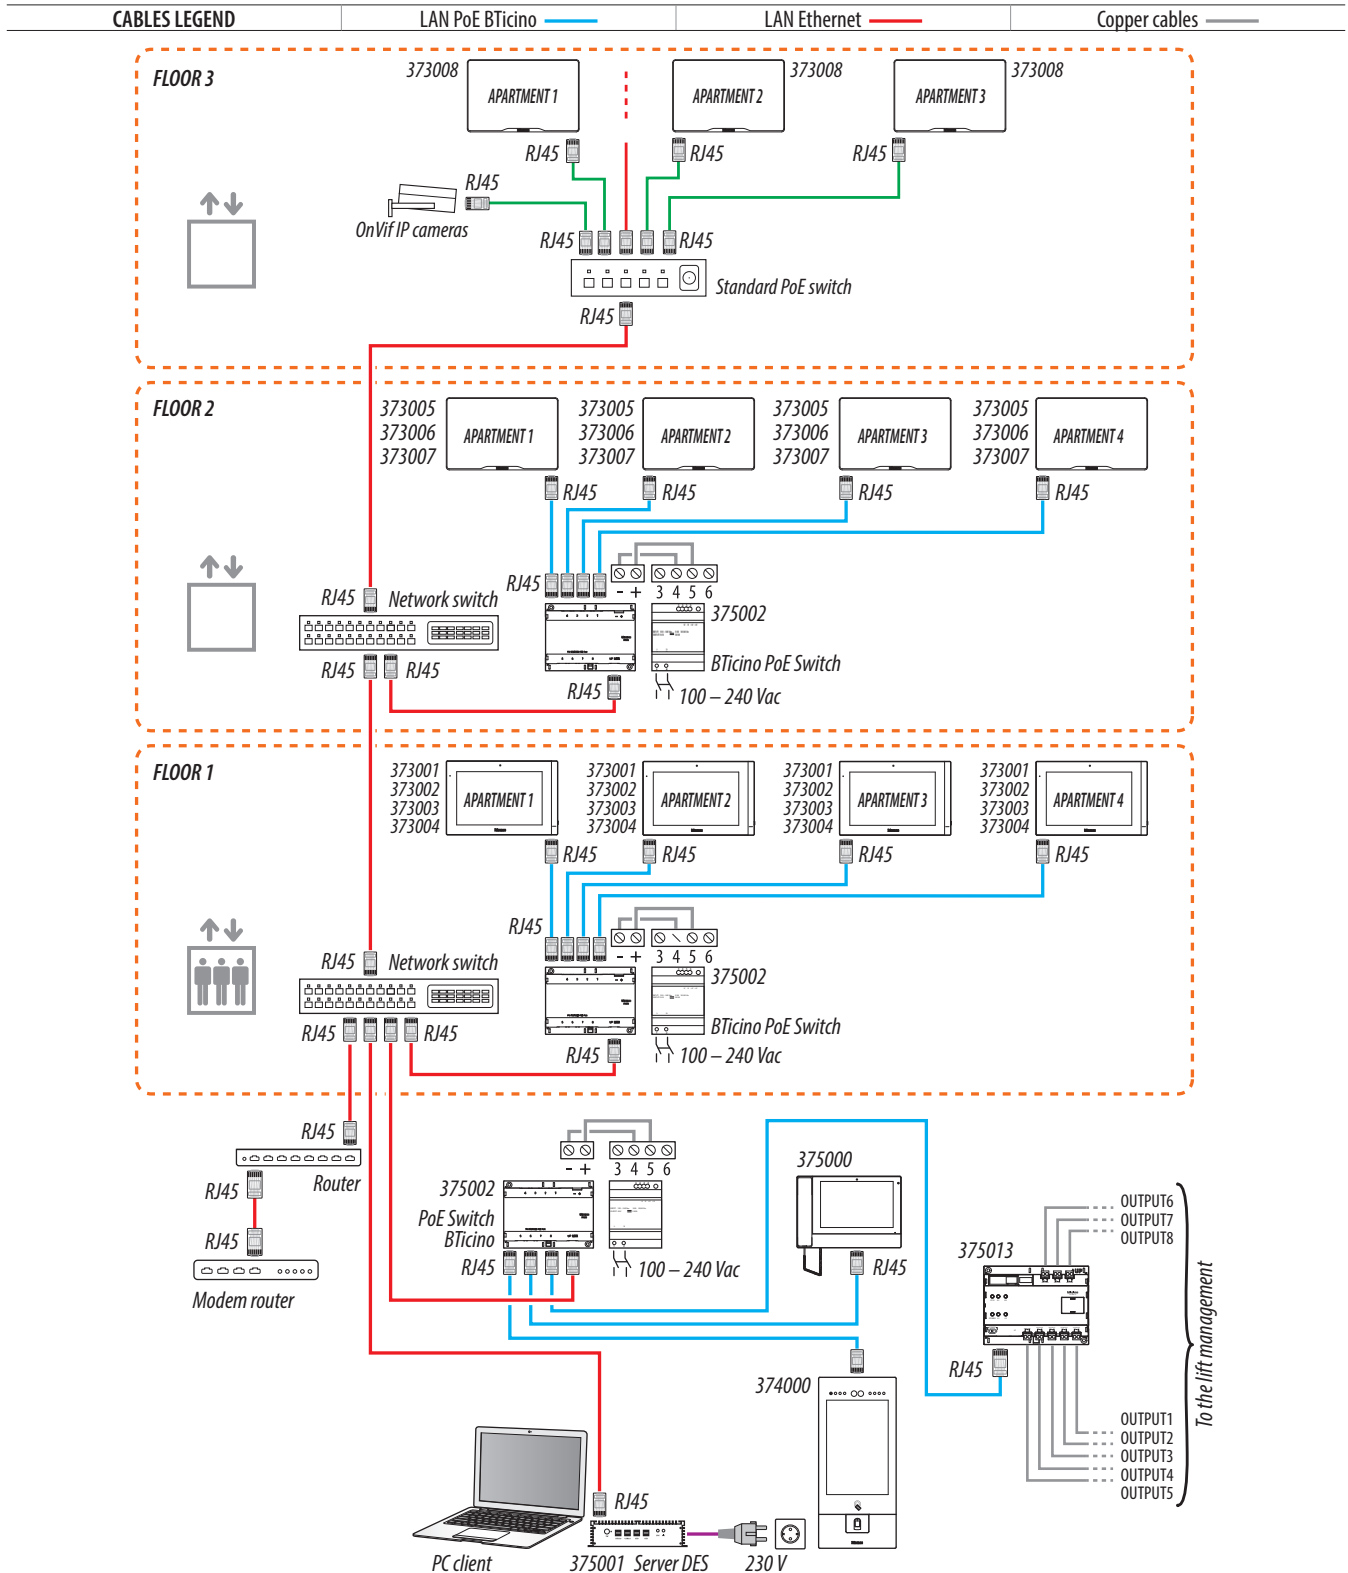 CABLES LEGEND
LAN PoE BTicino
LAN Ethernet
Copper cables
FLOOR 3
373008
APARTMENT 1
373008
APARTMENT 2
373008
APARTMENT 3
RJ45
RJ45
RJ45
RJ45
OnVif IP cameras
RJ45
RJ45
Standard PoE switch
RJ45
FLOOR 2
373005
373006
373007
APARTMENT 1
373005
373006
373007
APARTMENT 2
373005
373006
373007
APARTMENT 3
373005
373006
373007
APARTMENT 4
RJ45
RJ45
RJ45
RJ45
RJ45
- +
3 4 5 6
RJ45
Network switch
375002
BTicino PoE Switch
RJ45
RJ45
RJ45
100 – 240 Vac
FLOOR 1
373001
373002
373003
373004
APARTMENT 1
373001
373002
373003
373004
APARTMENT 2
373001
373002
373003
373004
APARTMENT 3
373001
373002
373003
373004
APARTMENT 4
RJ45
RJ45
RJ45
RJ45
RJ45
- +
3 4 5 6
RJ45
Network switch
375002
BTicino PoE Switch
RJ45
RJ45
RJ45
100 – 240 Vac
RJ45
Router
RJ45
RJ45
Modem router
- +
3 4 5 6
375002
PoE Switch
BTicino
RJ45
100 – 240 Vac
375000
RJ45
375013
OUTPUT6
OUTPUT7
OUTPUT8
RJ45
374000
OUTPUT1
OUTPUT2
OUTPUT3
OUTPUT4
OUTPUT5
To the lift management
RJ45
PC client
375001 Server DES
230 V